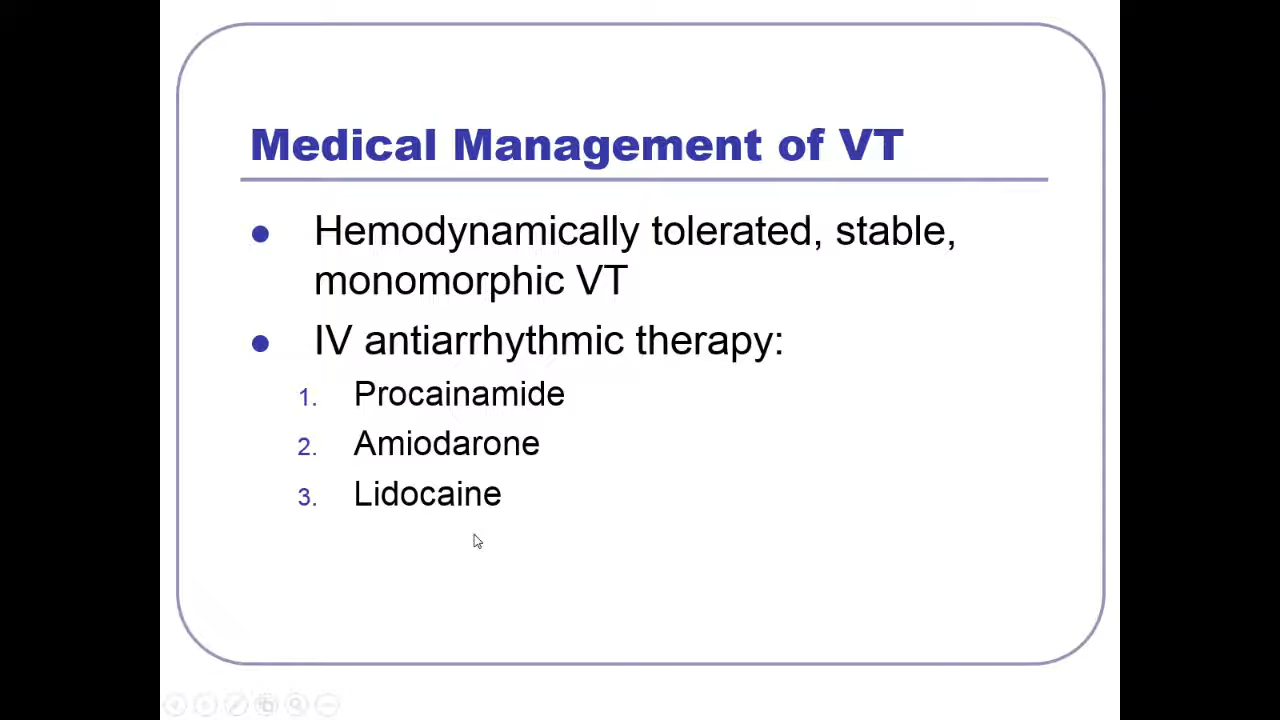 Medical Management of VT
Hemodynamically tolerated, stable,
monomorphic VT
IV antiarrhythmic therapy:
1. Procainamide
2. Amiodarone
3. Lidocaine